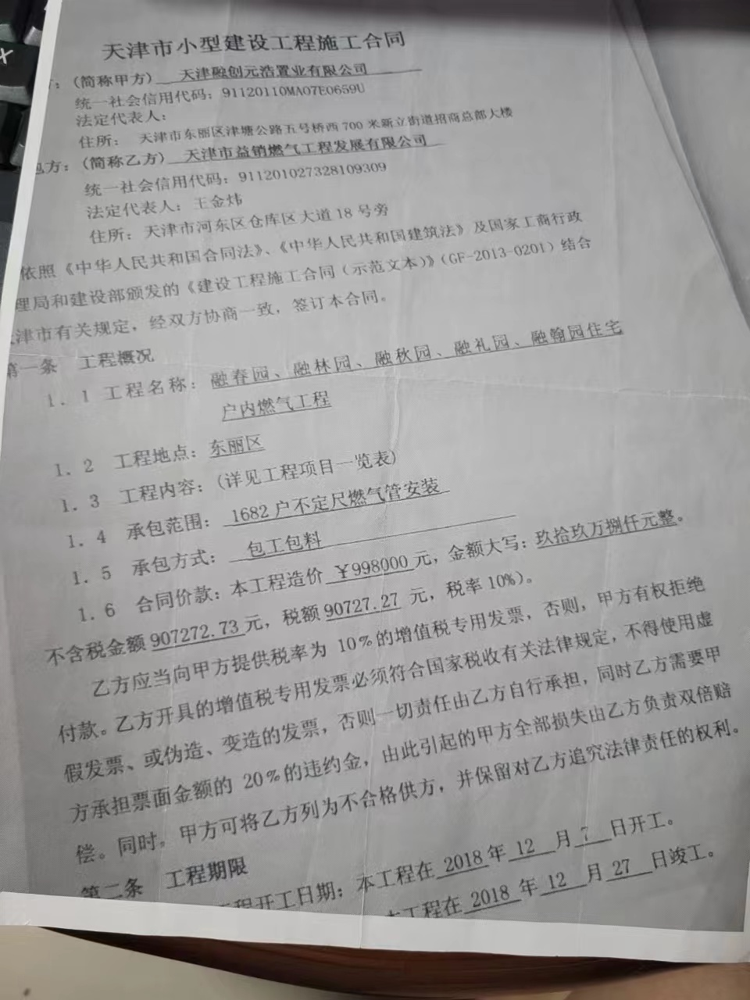 天津市小型建设工程施工合同
方：（简称甲方） 天津融创元浩置业有限公司
统一社会信用代码：91120110MA07E0659U
法定代表人：
住所： 天津市东丽区津塘公路五号桥西700米新立街道招商总部大楼
包方：（简称乙方） 天津市益销燃气工程发展有限公司
统一社会信用代码：911201027328109309
法定代表人：王金炜
住所：天津市河东区仓库区大道18号旁
依照《中华人民共和国合同法》、《中华人民共和国建筑法》及国家工商行政
理局和建设部颁发的《建设工程施工合同（示范文本）》（GF-2013-0201）结合
津市有关规定，经双方协商一致，签订本合同。
第一条 工程概况
1．1 工程名称：融春园、融林园、融秋园、融礼园、融翰园住宅
户内燃气工程
1．2 工程地点：东丽区
1．3 工程内容：（详见工程项目一览表）
1．4 承包范围： 1682户不定尺燃气管安装
1．5 承包方式： 包工包料
1．6 合同价款：本工程造价 ￥998000元，金额大写：玖拾玖万捌仟元整。
不含税金额907272.73元，税额90727.27 元，税率10%）。
乙方应当向甲方提供税率为 10%的增值税专用发票，否则，甲方有权拒绝
付款。乙方开具的增值税专用发票必须符合国家税收有关法律规定，不得使用虚
假发票、或伪造、变造的发票，否则一切责任由乙方自行承担，同时乙方需要甲
方承担票面金额的 20%的违约金，由此引起的甲方全部损失由乙方负责双倍赔
偿。同时，甲方可将乙方列为不合格供方，并保留对乙方追究法律责任的权利。
第二条 工程期限
工程开工日期：本工程在 2018 年 12 月 7 日开工。
本工程在 2018 年 12 月 27 日竣工。